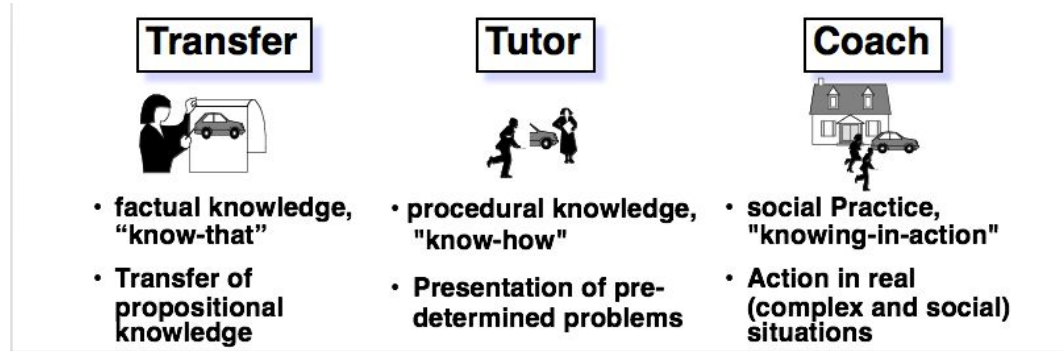 Transfer
• factual knowledge,
“know-that”
• Transfer of
propositional
knowledge
Tutor
• procedural knowledge,
"know-how"
• Presentation of pre-
determined problems
Coach
• social Practice,
"knowing-in-action"
• Action in real
(complex and social)
situations